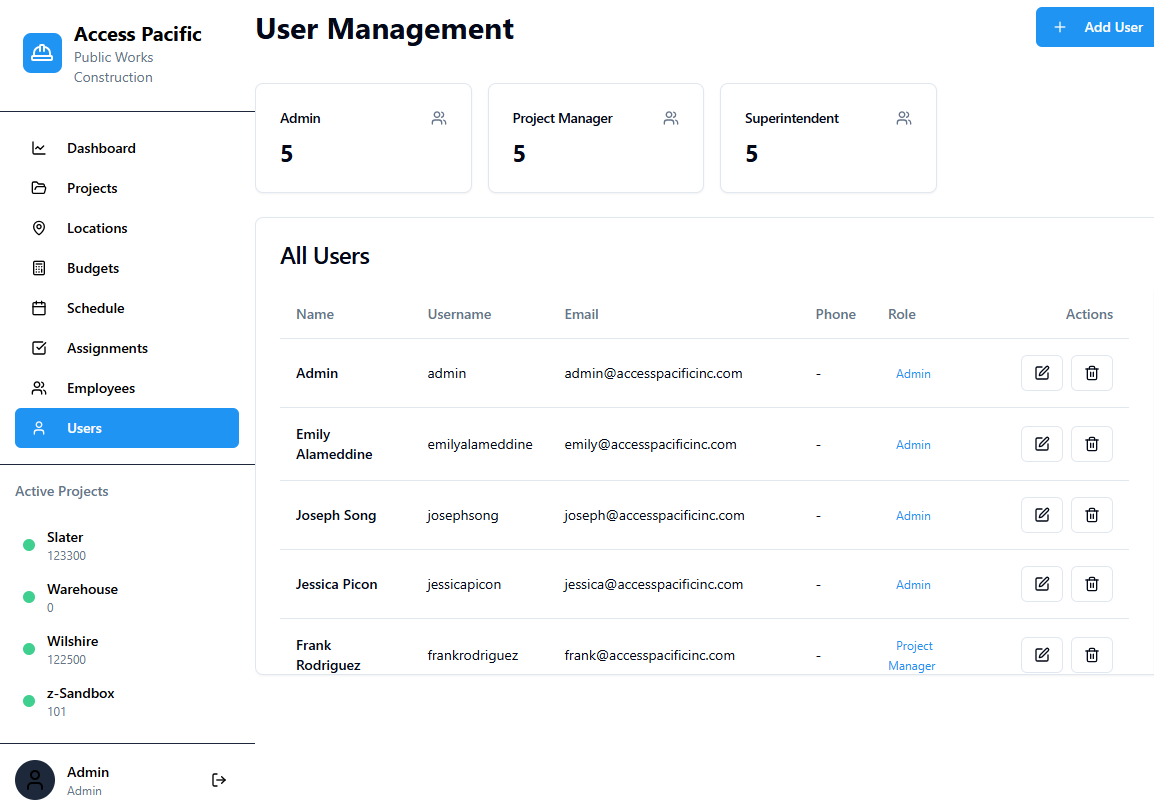 Access Pacific
Public Works
Construction
Dashboard
Projects
Locations
Budgets
Schedule
Assignments
Employees
Users
Active Projects
Slater
123300
Warehouse
0
Wilshire
122500
z-Sandbox
101
Admin
Admin
User Management
+ Add User
Admin
5
Project Manager
5
Superintendent
5
All Users
Name Username Email Phone Role Actions
Admin admin admin@accesspacificinc.com - Admin
Emily
Alameddine emilyalameddine emily@accesspacificinc.com - Admin
Joseph Song josephsong joseph@accesspacificinc.com - Admin
Jessica Picon jessicapicon jessica@accesspacificinc.com - Admin
Frank
Rodriguez frankrodriguez frank@accesspacificinc.com - Project
Manager